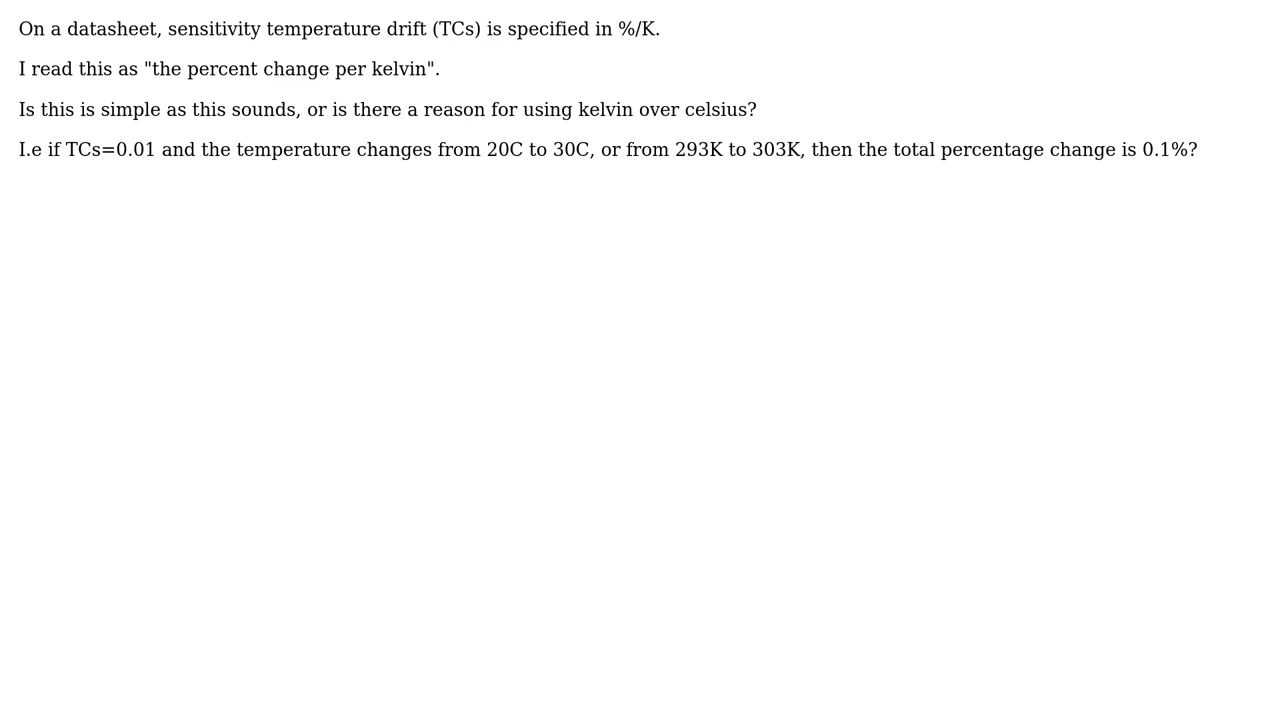 On a datasheet, sensitivity temperature drift (TCs) is specified in %/K.
I read this as "the percent change per kelvin".
Is this is simple as this sounds, or is there a reason for using kelvin over celsius?
I.e if TCs=0.01 and the temperature changes from 20C to 30C, or from 293K to 303K, then the total percentage change is 0.1%?